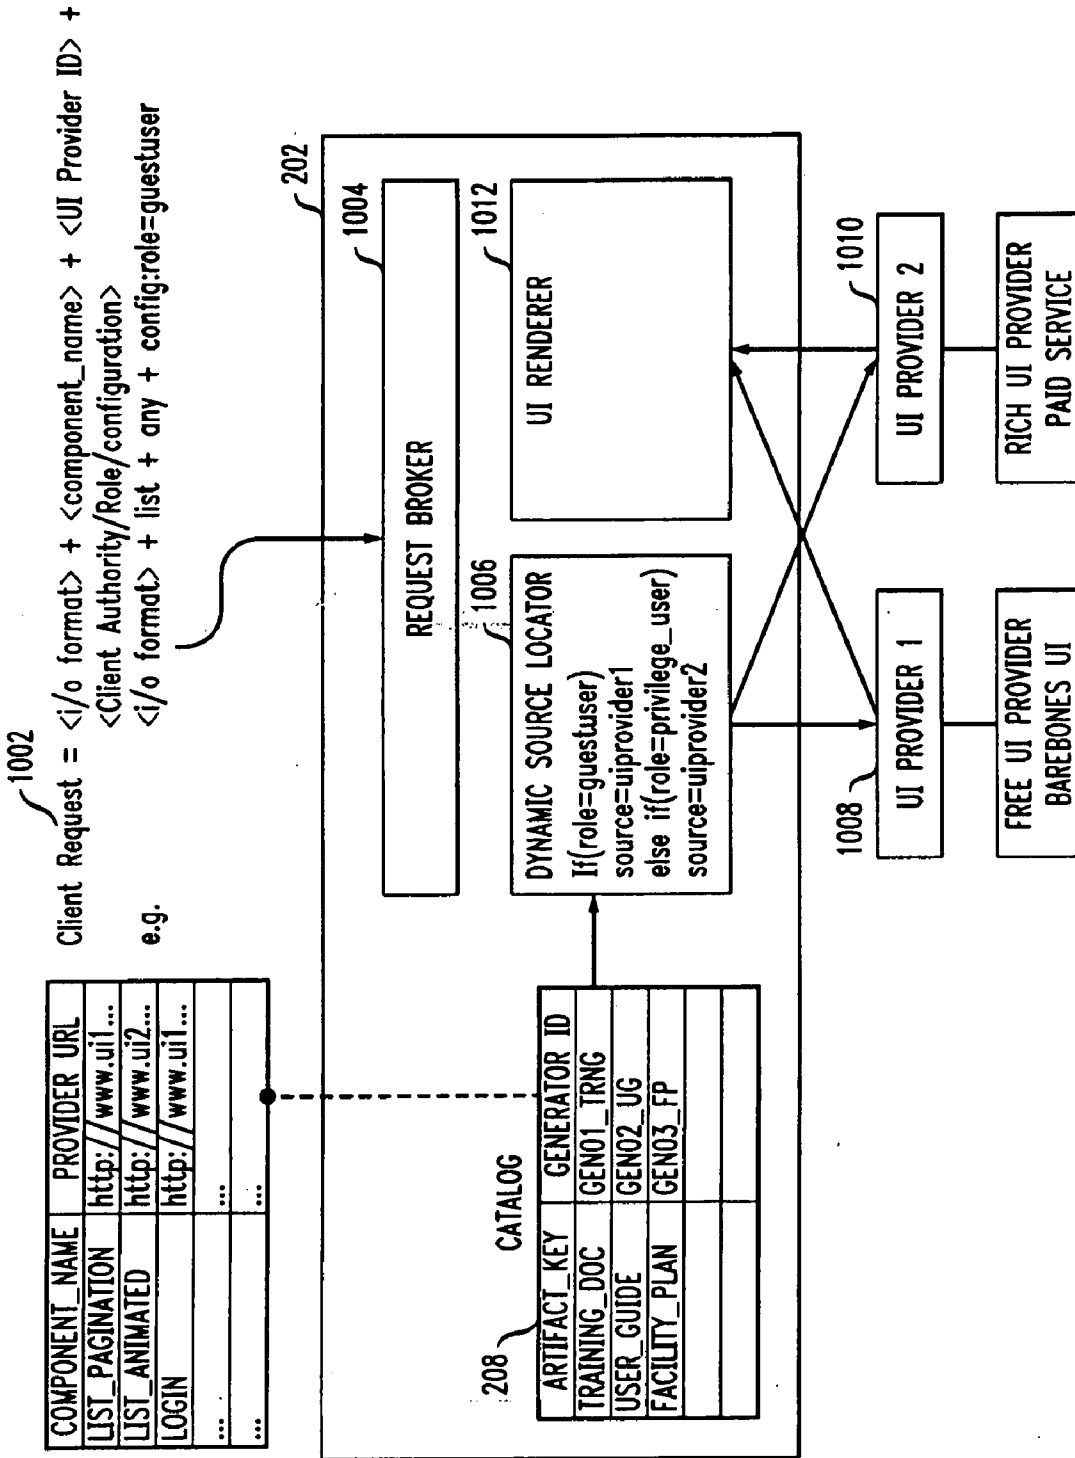 1002
Client Request = <i/o format> + <component_name> + <UI Provider ID> +
<Client Authority/Role/configuration>
e.g. <i/o format> + list + any + config:role=guestuser
COMPONENT_NAME PROVIDER URL
LIST_PAGINATION http://www.ui1...
LIST_ANIMATED http://www.ui2...
LOGIN http://www.ui1...
... ...
... ...
202
1004
REQUEST BROKER
1006
DYNAMIC SOURCE LOCATOR
If(role=guestuser)
source=uiprovider1
else if(role=privilege_user)
source=uiprovider2
1012
UI RENDERER
208
CATALOG
ARTIFACT_KEY GENERATOR ID
TRAINING_DOC GEN01_TRNG
USER_GUIDE GEN02_UG
FACILITY_PLAN GEN03_FP
1008
UI PROVIDER 1
1010
UI PROVIDER 2
FREE UI PROVIDER
BAREBONES UI
RICH UI PROVIDER
PAID SERVICE